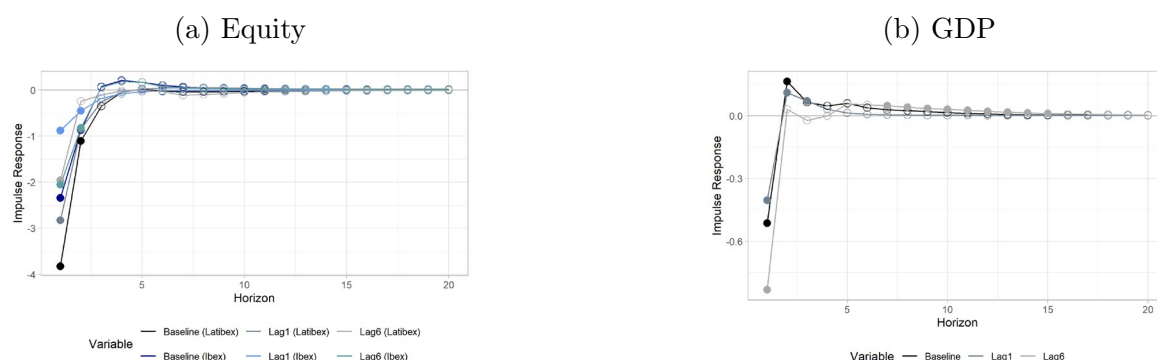 (a) Equity
0
-1
-2
-3
-4
Impulse Response
5 10 15 20
Horizon
Variable
Baseline (Latibex) Lag1 (Latibex) Lag6 (Latibex)
Baseline (Ibex) Lag1 (Ibex) Lag6 (Ibex)
(b) GDP
0.0
-0.3
-0.6
Impulse Response
5 10 15 20
Horizon
Variable Baseline Lag1 Lag6